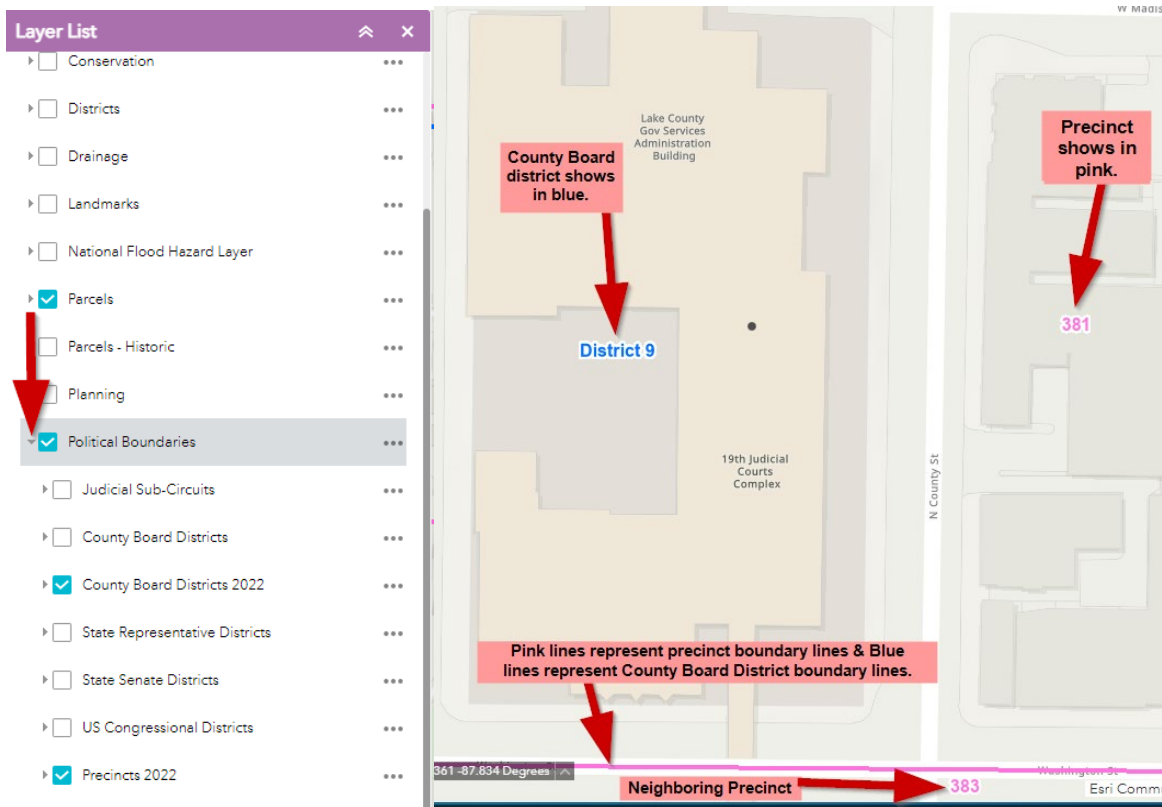 Layer List
Conservation
Districts
Drainage
Landmarks
National Flood Hazard Layer
Parcels
Parcels - Historic
Planning
Political Boundaries
Judicial Sub-Circuits
County Board Districts
County Board Districts 2022
State Representative Districts
State Senate Districts
US Congressional Districts
Precincts 2022
Lake County
Gov Services
Administration
Building
County Board
district shows
in blue.
Precinct
shows in
pink.
381
District 9
19th Judicial
Courts
Complex
N County St
Pink lines represent precinct boundary lines & Blue
lines represent County Board District boundary lines.
361 -87.834 Degrees
Washington St
Neighboring Precinct
383
Esri Commu